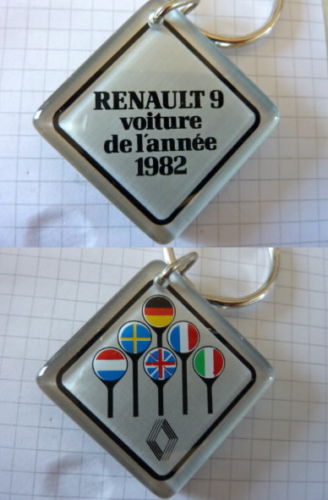 RENAULT 9
voiture
de l'année
1982